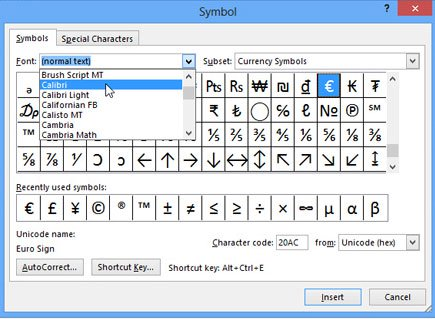 Symbol
Symbols Special Characters
Font: (normal text) Subset: Currency Symbols
Brush Script MT
Calibri
Calibri Light
Californian FB
Calisto MT
Cambria
Cambria Math
₧ ₨ ₩ ₪ ₫ € ₭ ₮
₹ ₺ ℅ ℓ № ℗ ℠
™ ⅛
⅝ ⅞ ← ↑ → ↓ ↔ ↕ ↖ ↗ ↘ ↙ ↨
Recently used symbols:
€ £ ¥ © ® ™ ± ≠ ≤ ≥ ÷ × ∞ µ α β
Unicode name:
Euro Sign
Character code: 20AC from: Unicode (hex)
AutoCorrect... Shortcut Key... Shortcut key: Alt+Ctrl+E
Insert Cancel